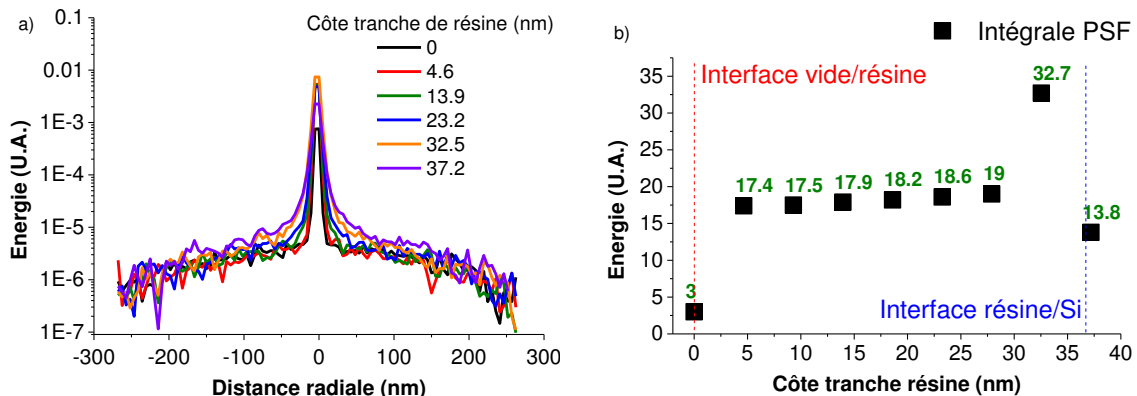 a)
Côte tranche de résine (nm)
0
4.6
13.9
23.2
32.5
37.2
0.1
0.01
1E-3
1E-4
1E-5
1E-6
1E-7
Energie (U.A.)
-300 -200 -100 0 100 200 300
Distance radiale (nm)
b)
Intégrale PSF
Interface vide/résine
32.7
17.4 17.5 17.9 18.2 18.6 19
13.8
3
Interface résine/Si
35
30
25
20
15
10
5
0
Energie (U.A.)
0 5 10 15 20 25 30 35 40
Côte tranche résine (nm)